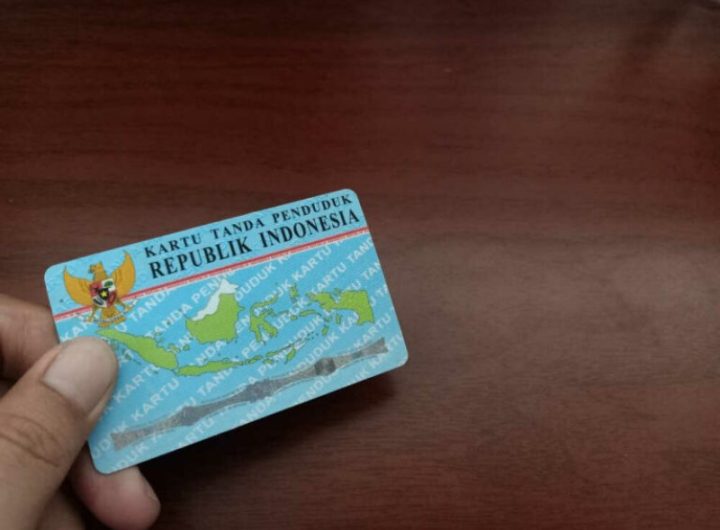 KARTU TANDA PENDUDUK
REPUBLIK INDONESIA